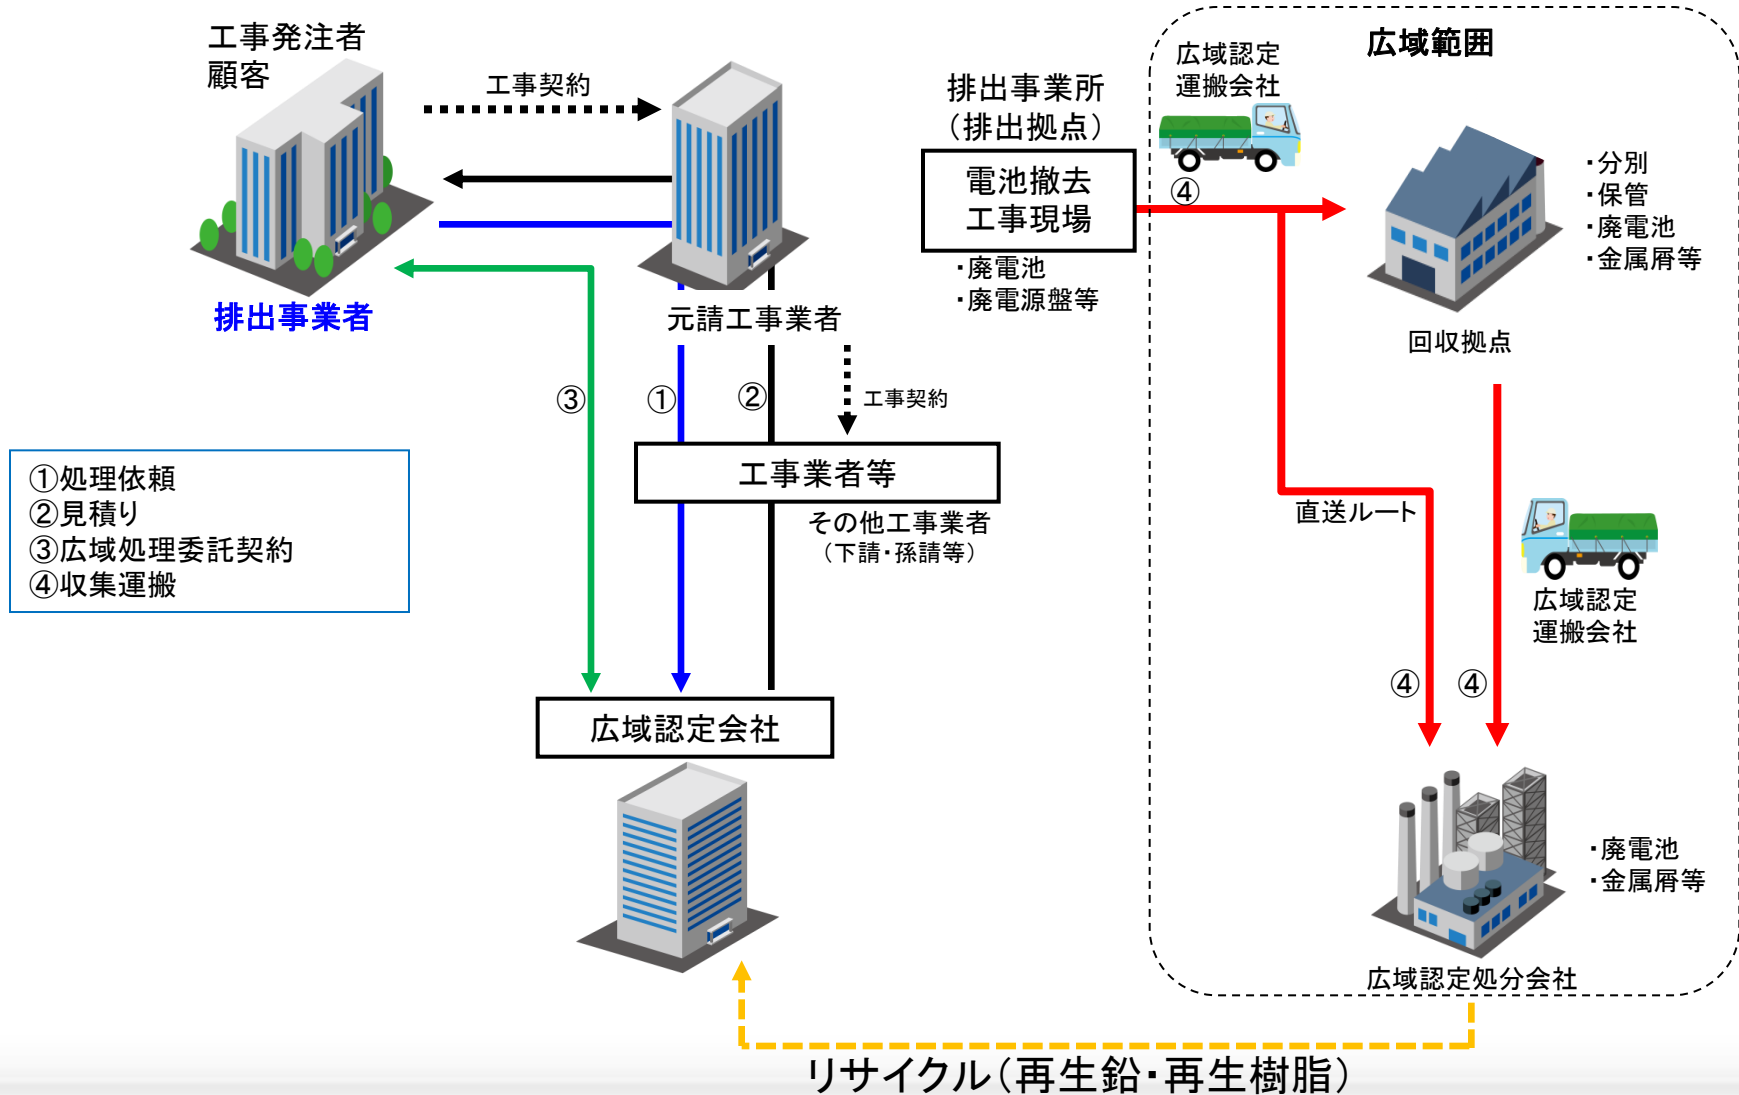 工事発注者
顧客
工事契約
排出事業者
元請工事業者
工事契約
③
①
②
工事業者等
その他工事業者
（下請・孫請等）
①処理依頼
②見積り
③広域処理委託契約
④収集運搬
広域認定会社
排出事業所
（排出拠点）
電池撤去
工事現場
・廃電池
・廃電源盤等
広域範囲
広域認定
運搬会社
④
・分別
・保管
・廃電池
・金属屑等
回収拠点
直送ルート
広域認定
運搬会社
④
④
・廃電池
・金属屑等
広域認定処分会社
リサイクル（再生鉛・再生樹脂）